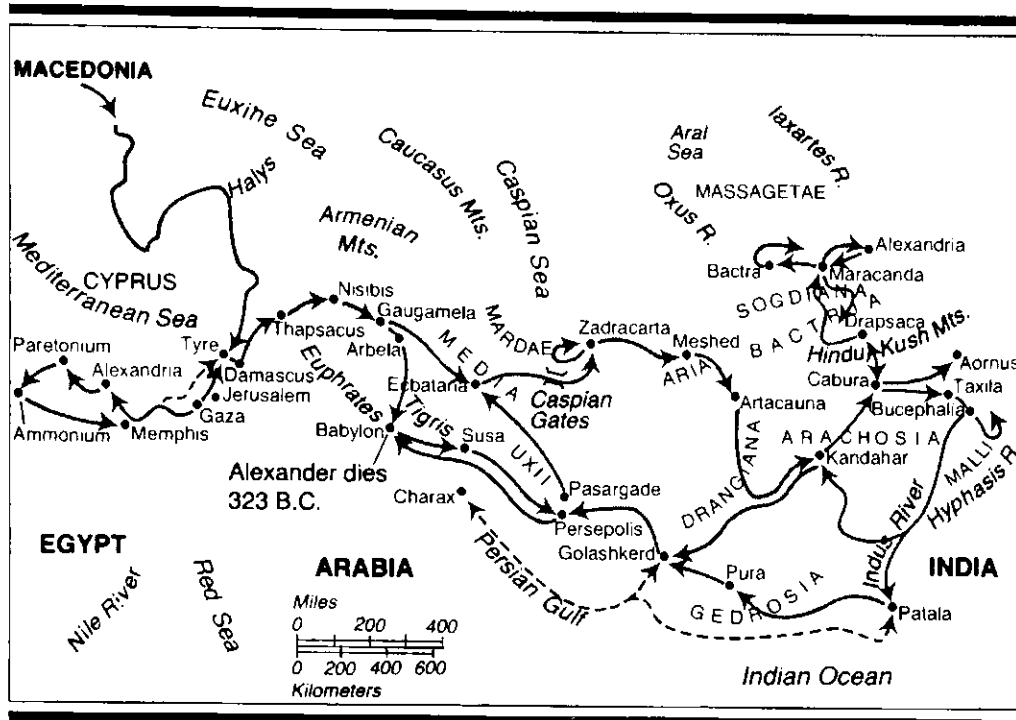 MACEDONIA
Euxine Sea
Halys
Caucasus Mts.
Armenian
Mts.
Caspian Sea
Aral
Sea
Iaxartes R.
Oxus R.
MASSAGETAE
Mediterranean Sea
CYPRUS
Nisibis
Gaugamela
Thapsacus
Arbela
Tyre
Damascus
Jerusalem
Gaza
Paretonium
Alexandria
Ammonium
Memphis
Euphrates
Tigris
MEDIA
MARDAE
Zadracarta
Ecbatana
Caspian
Gates
Meshed
ARIA
Artacauna
Bactra
Alexandria
Maracanda
SOGDIANA
BACTRIA
Drapsaca
Hindu Kush Mts.
Cabura
Aornus
Taxila
Bucephalia
ARACHOSIA
Kandahar
MALLI
Hyphasis R.
DRANGIANA
Indus River
INDIA
Babylon
Susa
UXII
Alexander dies
323 B.C.
Charax
Pasargade
Persepolis
Golashkerd
Persian Gulf
Pura
GEDROSIA
Patala
EGYPT
Nile River
Red Sea
ARABIA
Miles
0 200 400
0 200 400 600
Kilometers
Indian Ocean